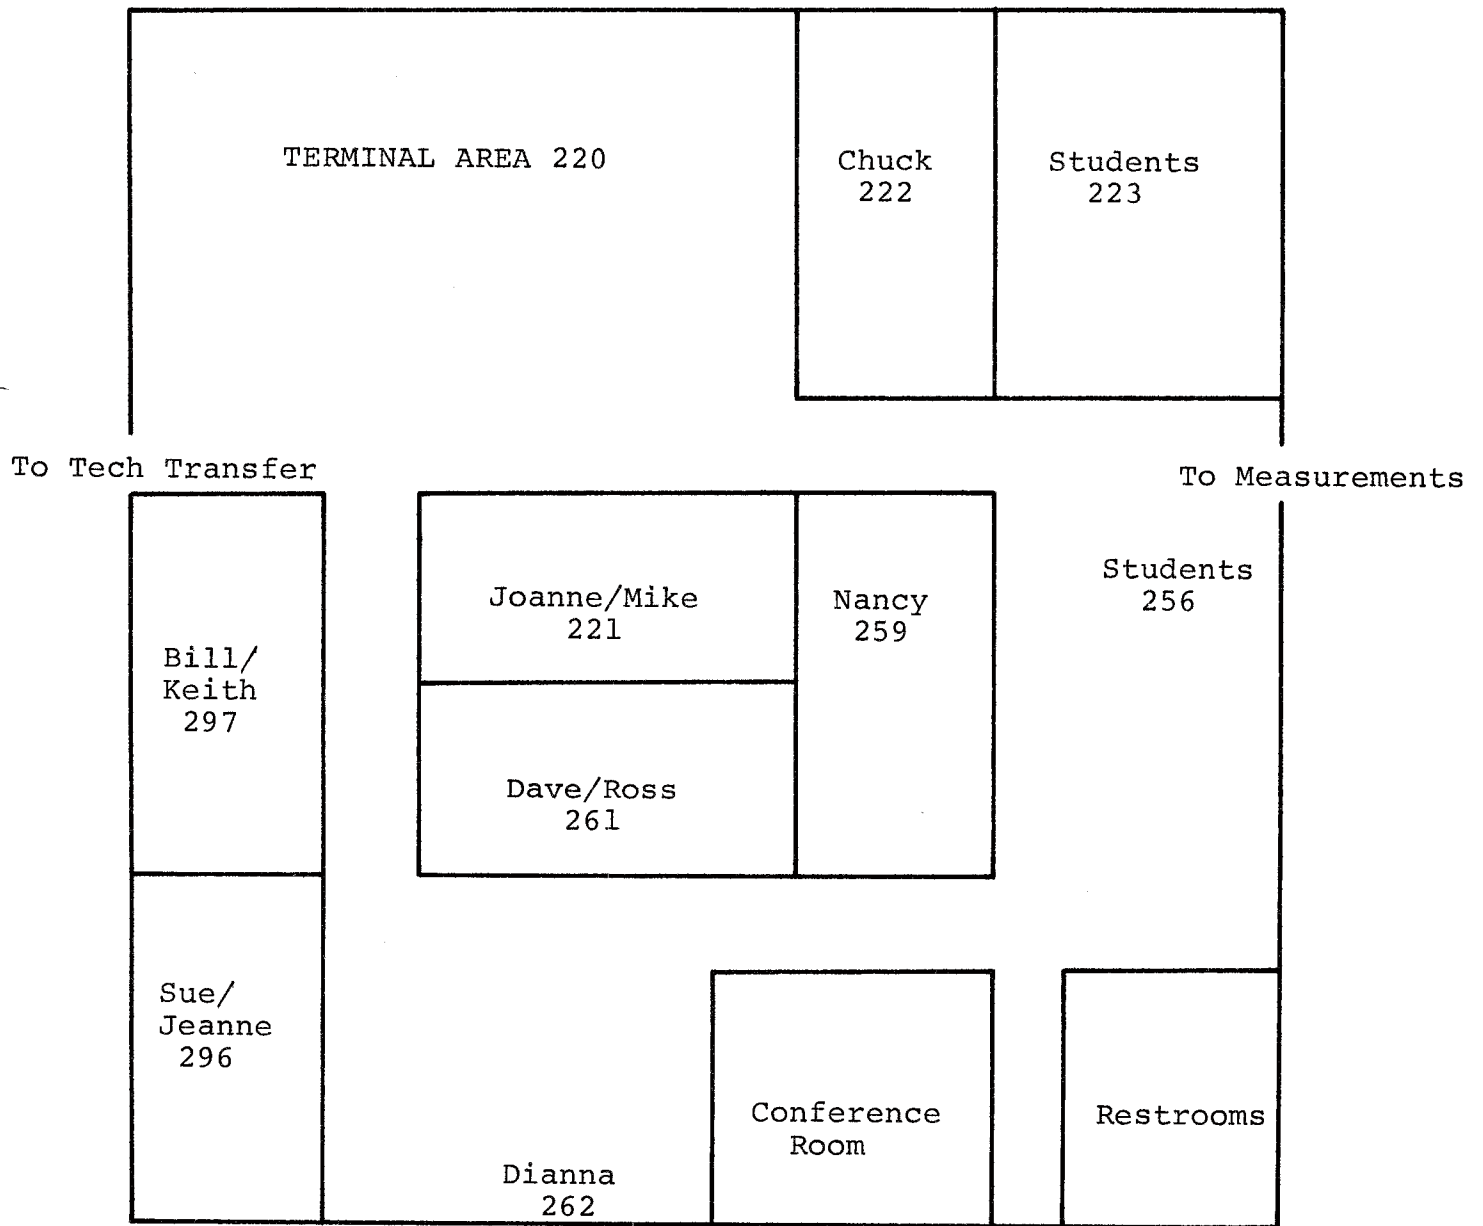 TERMINAL AREA 220
Chuck
222
Students
223
To Tech Transfer
To Measurements
Joanne/Mike
221
Nancy
259
Students
256
Bill/
Keith
297
Dave/Ross
261
Sue/
Jeanne
296
Conference
Room
Restrooms
Dianna
262